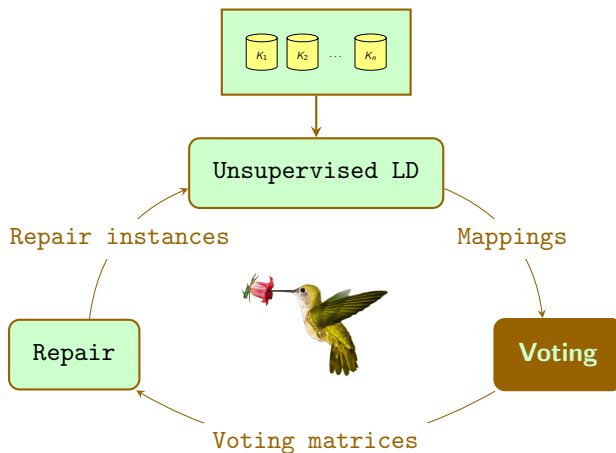 K1 K2 ... Kn
Unsupervised LD
Repair instances
Mappings
Repair
Voting
Voting matrices